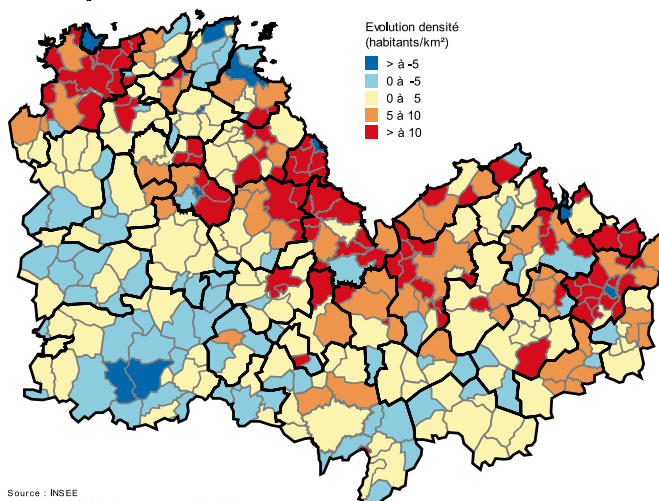 Evolution densité
(habitants/km²)
> à -5
0 à -5
0 à 5
5 à 10
> à 10
Source : INSEE